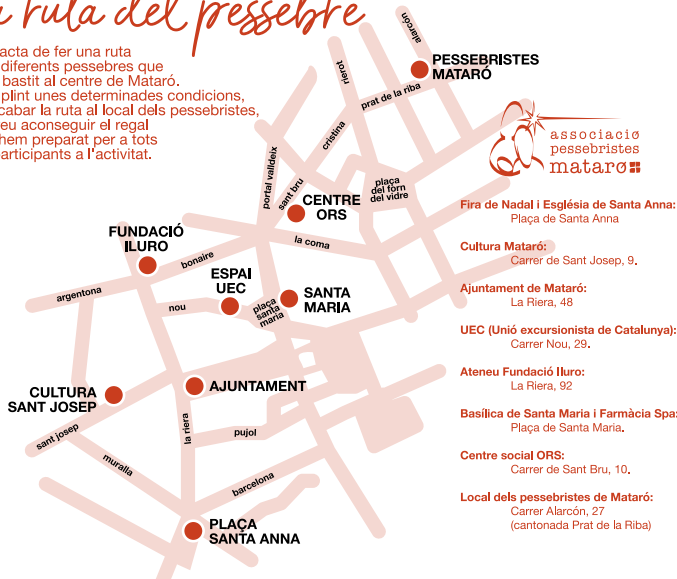 a ruta del pessebre
acta de fer una ruta
diferents pessebres que
bastit al centre de Mataró.
plint unes determinades condicions,
cabar la ruta al local dels pessebristes,
eu aconseguir el regal
hem preparat per a tots
articipants a l'activitat.
alarcón
rierot
PESSEBRISTES
MATARÓ
prat de la riba
cristina
associació
pessebristes
mataró
portal valldeix
sant bru
plaça
del forn
del vidre
CENTRE
ORS
la coma
FUNDACIÓ
ILURO
bonaire
argentona
ESPAI
UEC
nou
plaça
santa
maria
SANTA
MARIA
CULTURA
SANT JOSEP
AJUNTAMENT
sant josep
la riera
pujol
muralla
barcelona
PLAÇA
SANTA ANNA
Fira de Nadal i Església de Santa Anna:
Plaça de Santa Anna
Cultura Mataró:
Carrer de Sant Josep, 9.
Ajuntament de Mataró:
La Riera, 48
UEC (Unió excursionista de Catalunya):
Carrer Nou, 29.
Ateneu Fundació Iluro:
La Riera, 92
Basílica de Santa Maria i Farmàcia Spa:
Plaça de Santa Maria.
Centre social ORS:
Carrer de Sant Bru, 10.
Local dels pessebristes de Mataró:
Carrer Alarcón, 27
(cantonada Prat de la Riba)